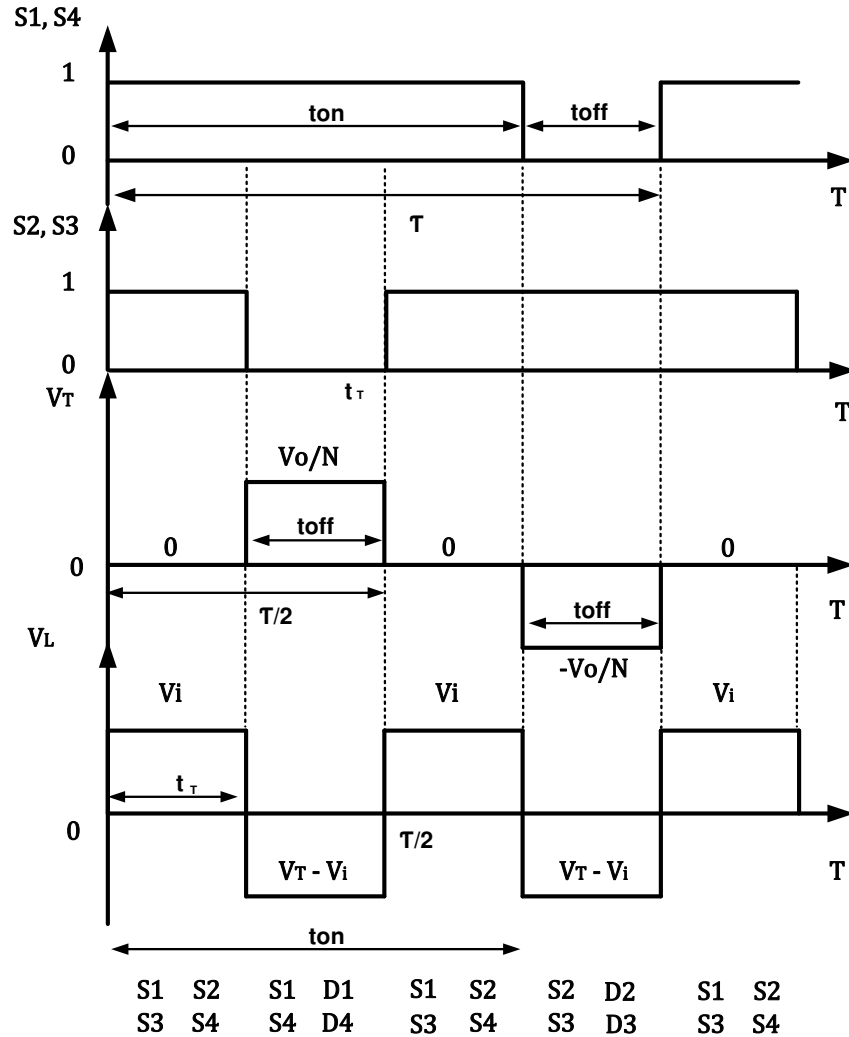 S1, S4
1
ton
toff
0
T
τ
S2, S3
1
0
t T
VT
T
Vo/N
toff
0
0
0
0
τ/2
toff
T
VL
-Vo/N
Vi
Vi
Vi
t T
0
τ/2
VT - Vi
VT - Vi
T
ton
S1 S2 S1 D1 S1 S2 S2 D2 S1 S2
S3 S4 S4 D4 S3 S4 S3 D3 S3 S4